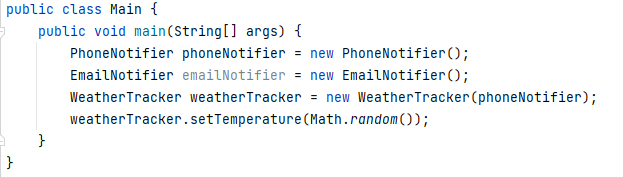 public class Main {
    public void main(String[] args) {
        PhoneNotifier phoneNotifier = new PhoneNotifier();
        EmailNotifier emailNotifier = new EmailNotifier();
        WeatherTracker weatherTracker = new WeatherTracker(phoneNotifier);
        weatherTracker.setTemperature(Math.random());
    }
}